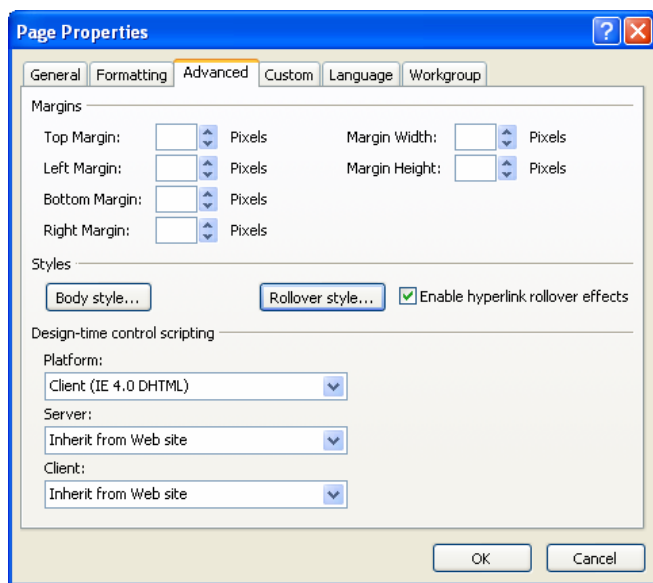 Page Properties
General Formatting Advanced Custom Language Workgroup
Margins
Top Margin: Pixels Margin Width: Pixels
Left Margin: Pixels Margin Height: Pixels
Bottom Margin: Pixels
Right Margin: Pixels
Styles
Body style... Rollover style... Enable hyperlink rollover effects
Design-time control scripting
Platform:
Client (IE 4.0 DHTML)
Server:
Inherit from Web site
Client:
Inherit from Web site
OK Cancel